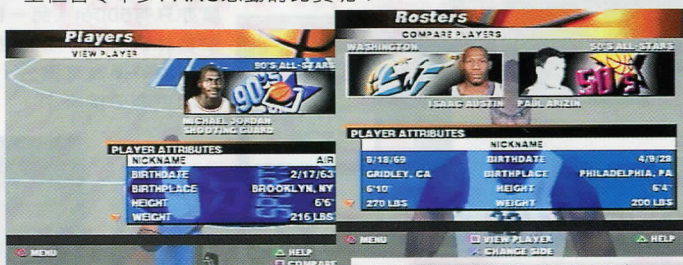 Players
VIEW PLAYER
90'S ALL-STARS
90's
MICHAEL JORDAN
SHOOTING GUARD
PLAYER ATTRIBUTES
NICKNAME AIR
BIRTHDATE 2/17/63
BIRTHPLACE BROOKLYN, NY
HEIGHT 6'6"
WEIGHT 216 LBS
MENU
HELP
COMPARE
Rosters
COMPARE PLAYERS
WASHINGTON
50'S ALL-STARS
50's
ISAAC AUSTIN
PAUL ARIZIN
PLAYER ATTRIBUTES
NICKNAME
8/18/69 BIRTHDATE 4/9/28
GRIDLEY, CA BIRTHPLACE PHILADELPHIA, PA
6'10" HEIGHT 6'4"
270 LBS WEIGHT 200 LBS
MENU
VIEW PLAYER
HELP
CHANGE SIDE